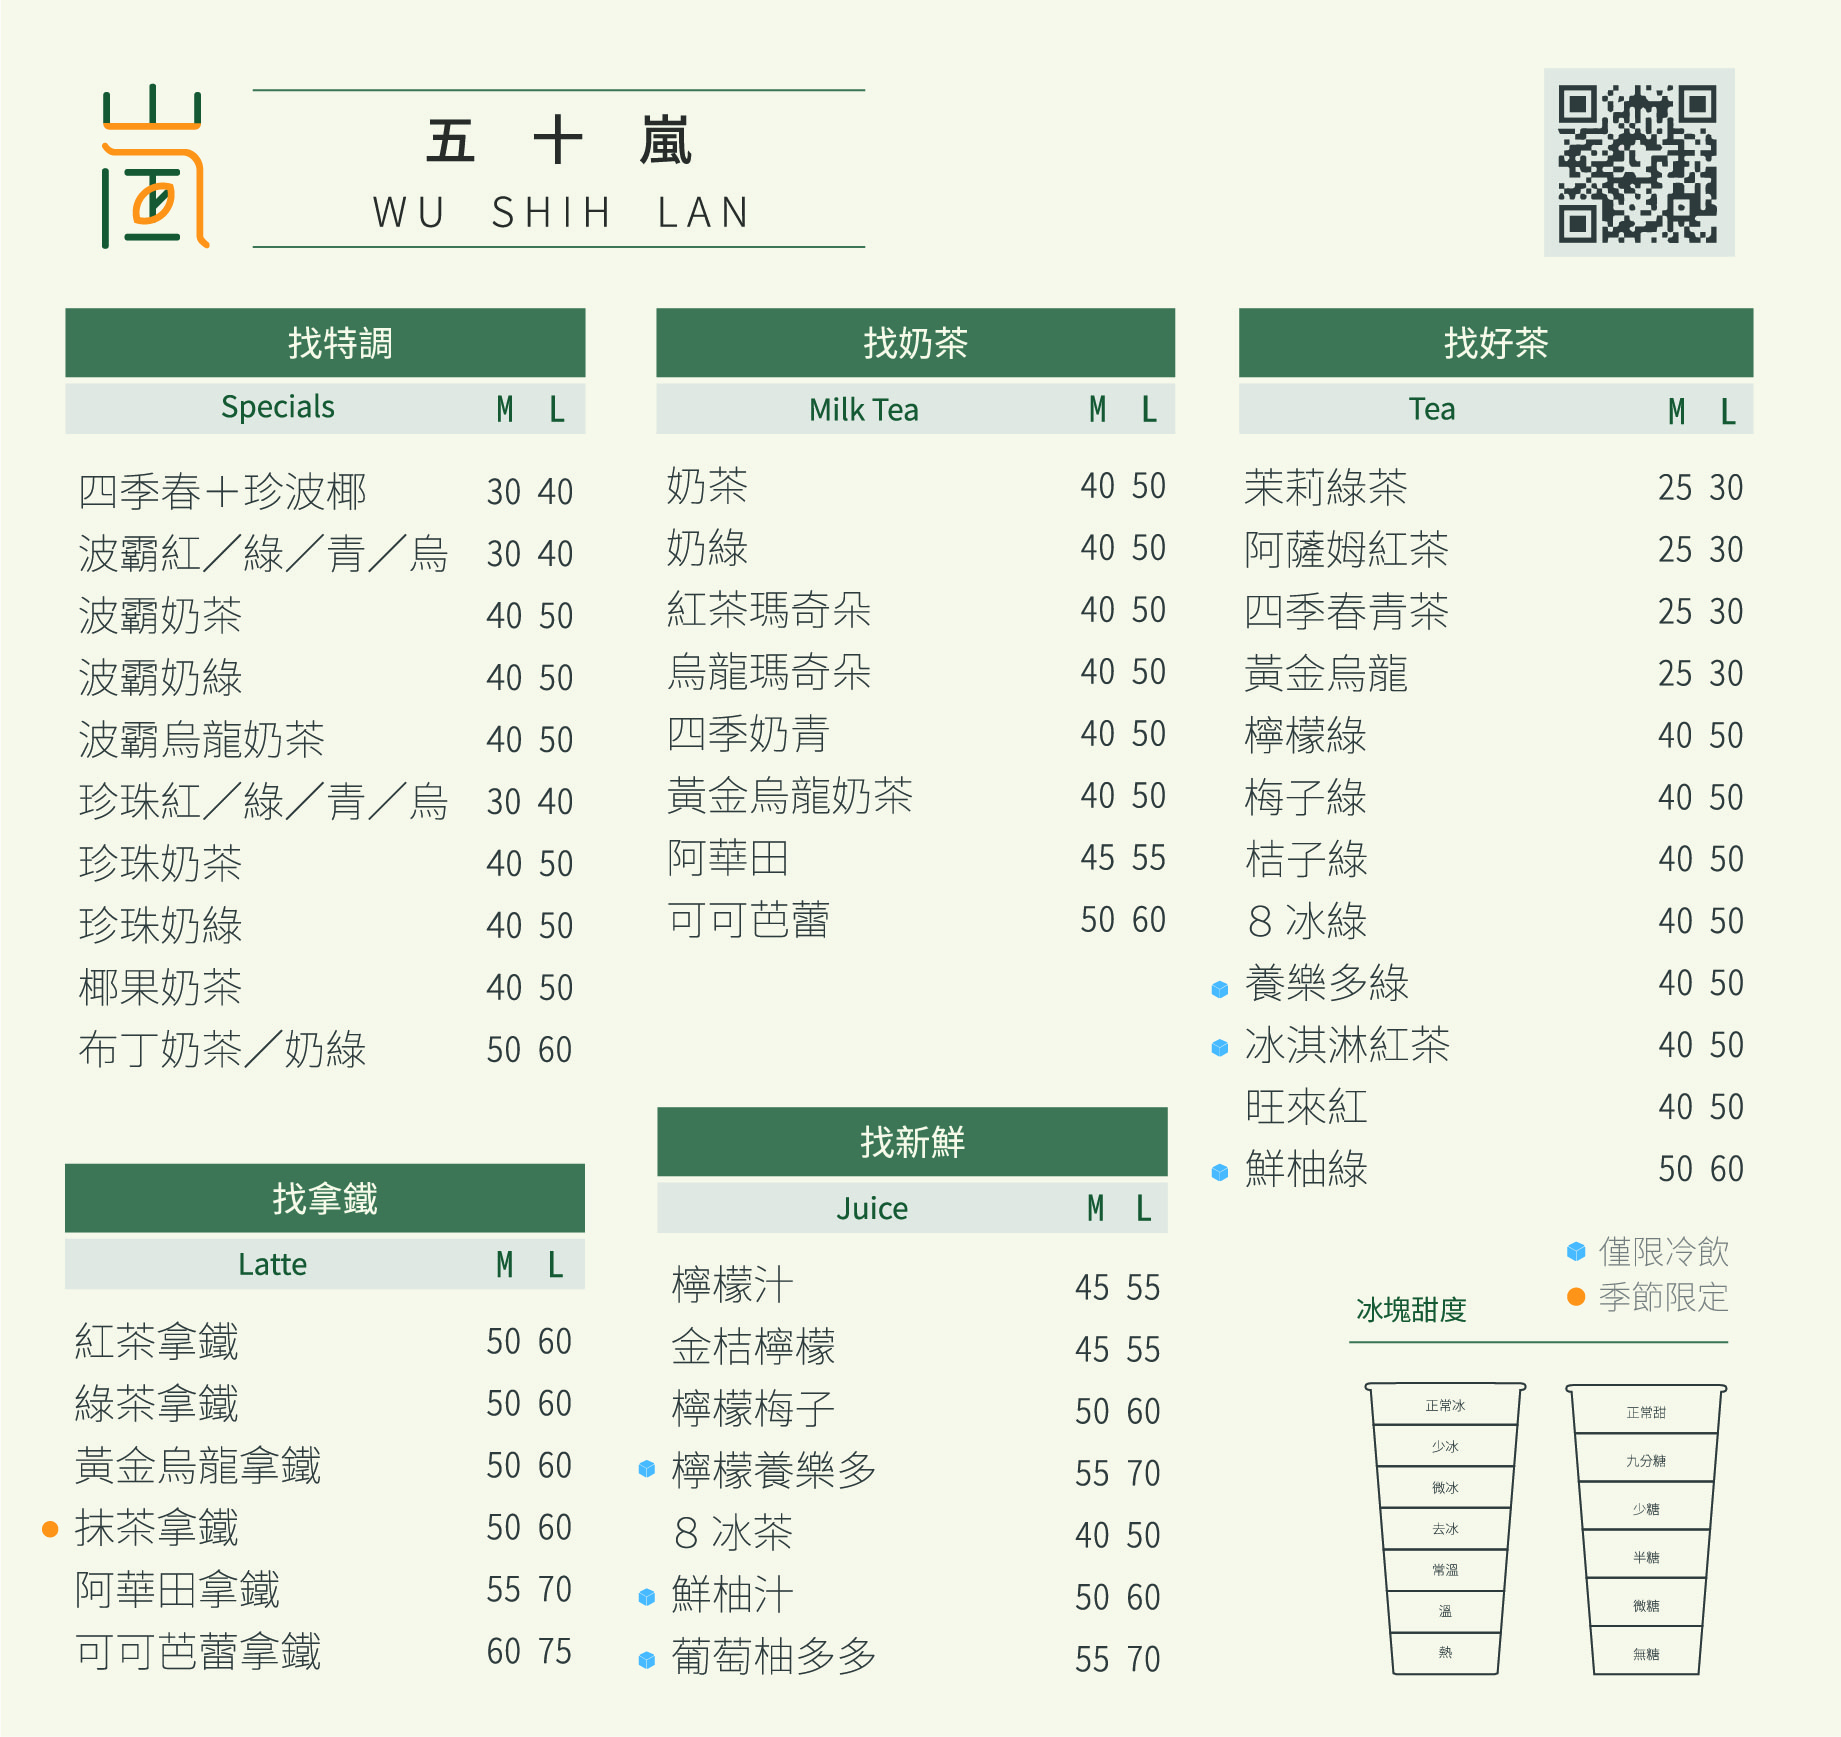 五十嵐
WU SHIH LAN
找特調
Specials M L
四季春＋珍波椰 30 40
波霸紅／綠／青／烏 30 40
波霸奶茶 40 50
波霸奶綠 40 50
波霸烏龍奶茶 40 50
珍珠紅／綠／青／烏 30 40
珍珠奶茶 40 50
珍珠奶綠 40 50
椰果奶茶 40 50
布丁奶茶／奶綠 50 60
找拿鐵
Latte M L
紅茶拿鐵 50 60
綠茶拿鐵 50 60
黃金烏龍拿鐵 50 60
抹茶拿鐵 50 60
阿華田拿鐵 55 70
可可芭蕾拿鐵 60 75
找奶茶
Milk Tea M L
奶茶 40 50
奶綠 40 50
紅茶瑪奇朵 40 50
烏龍瑪奇朵 40 50
四季奶青 40 50
黃金烏龍奶茶 40 50
阿華田 45 55
可可芭蕾 50 60
找新鮮
Juice M L
檸檬汁 45 55
金桔檸檬 45 55
檸檬梅子 50 60
檸檬養樂多 55 70
8 冰茶 40 50
鮮柚汁 50 60
葡萄柚多多 55 70
找好茶
Tea M L
茉莉綠茶 25 30
阿薩姆紅茶 25 30
四季春青茶 25 30
黃金烏龍 25 30
檸檬綠 40 50
梅子綠 40 50
桔子綠 40 50
8 冰綠 40 50
養樂多綠 40 50
冰淇淋紅茶 40 50
旺來紅 40 50
鮮柚綠 50 60
僅限冷飲
季節限定
冰塊甜度
正常冰
少冰
微冰
去冰
常溫
溫
熱
正常甜
九分糖
少糖
半糖
微糖
無糖